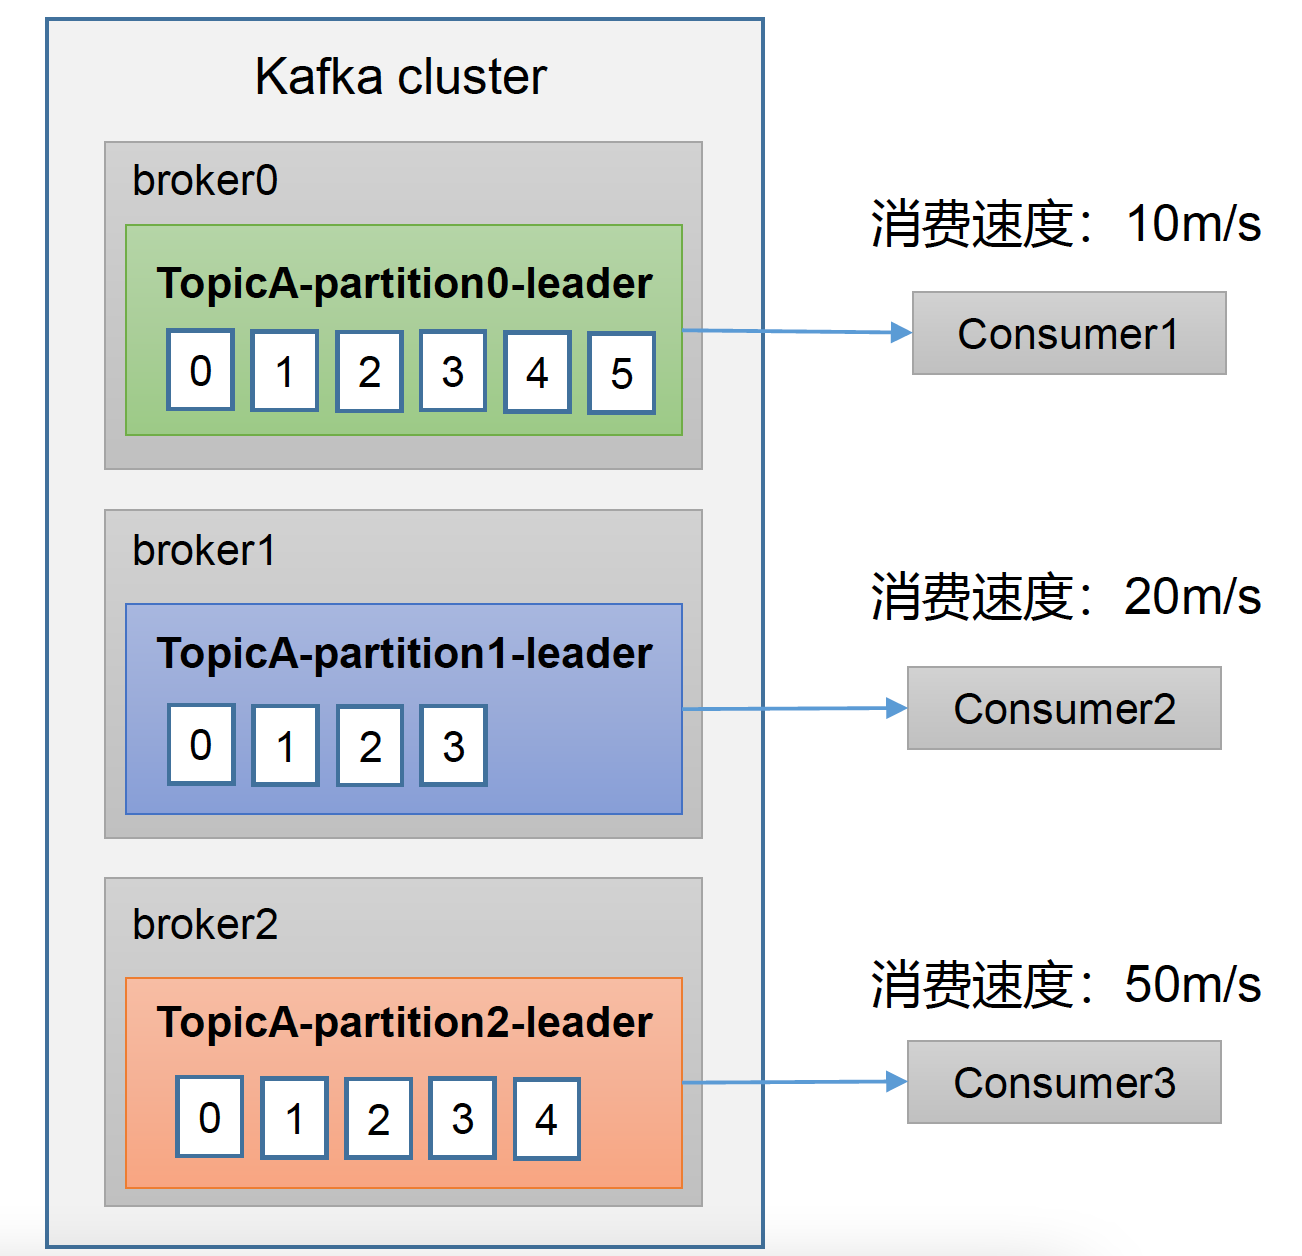 Kafka cluster
broker0
TopicA-partition0-leader
0 1 2 3 4 5
消费速度：10m/s
Consumer1
broker1
TopicA-partition1-leader
0 1 2 3
消费速度：20m/s
Consumer2
broker2
TopicA-partition2-leader
0 1 2 3 4
消费速度：50m/s
Consumer3